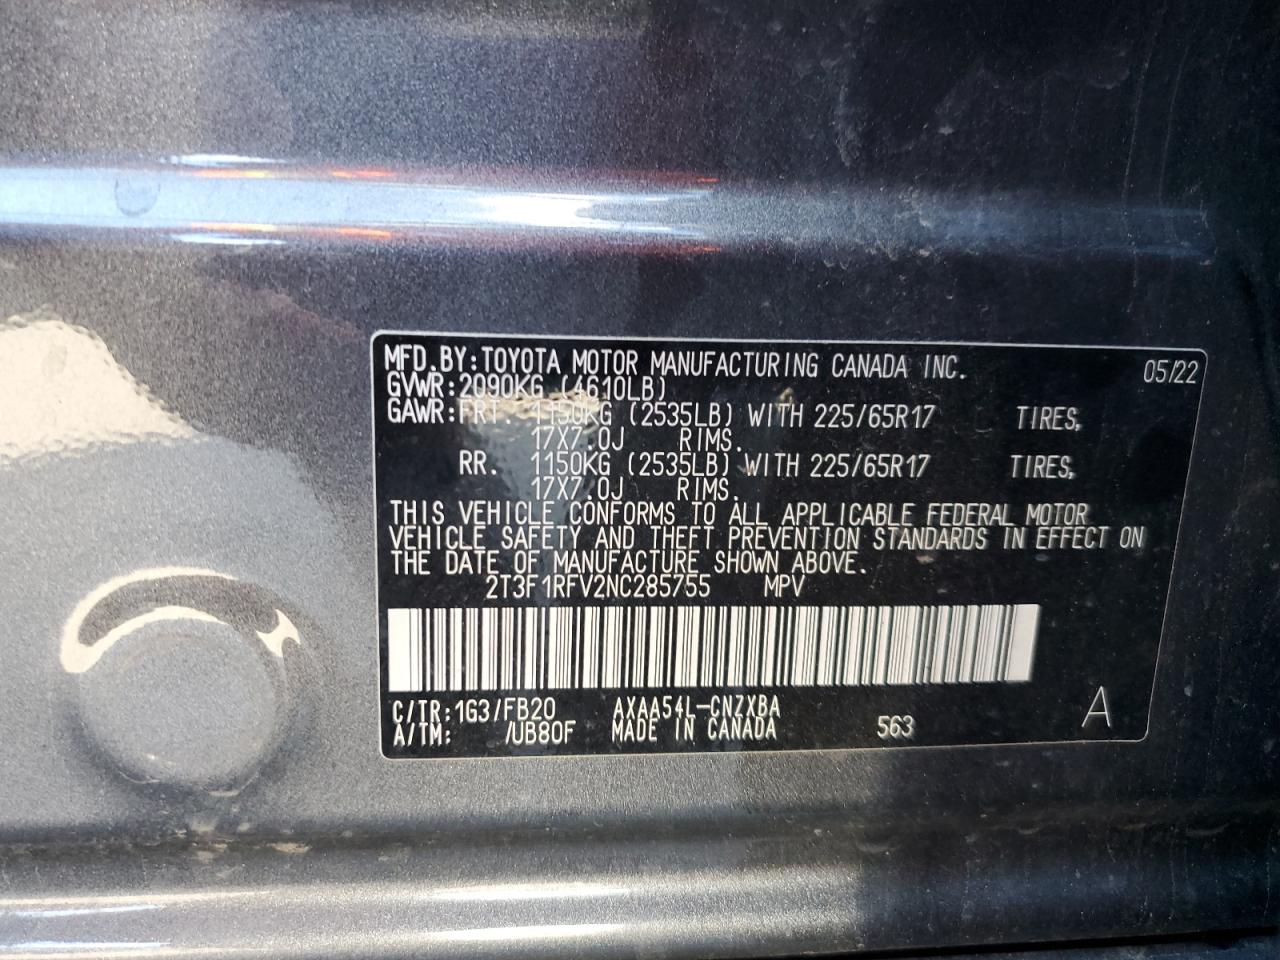 MFD.BY:TOYOTA MOTOR MANUFACTURING CANADA INC. 05/22
GVWR:2090KG (4610LB)
GAWR:FRT. 1150KG (2535LB) WITH 225/65R17 TIRES,
17X7.0J RIMS.
RR. 1150KG (2535LB) WITH 225/65R17 TIRES,
17X7.0J RIMS.
THIS VEHICLE CONFORMS TO ALL APPLICABLE FEDERAL MOTOR
VEHICLE SAFETY AND THEFT PREVENTION STANDARDS IN EFFECT ON
THE DATE OF MANUFACTURE SHOWN ABOVE.
2T3F1RFV2NC285755 MPV
C/TR:1G3/FB20 AXAA54L-CNZXBA
A/TM: /UB80F MADE IN CANADA 563 A